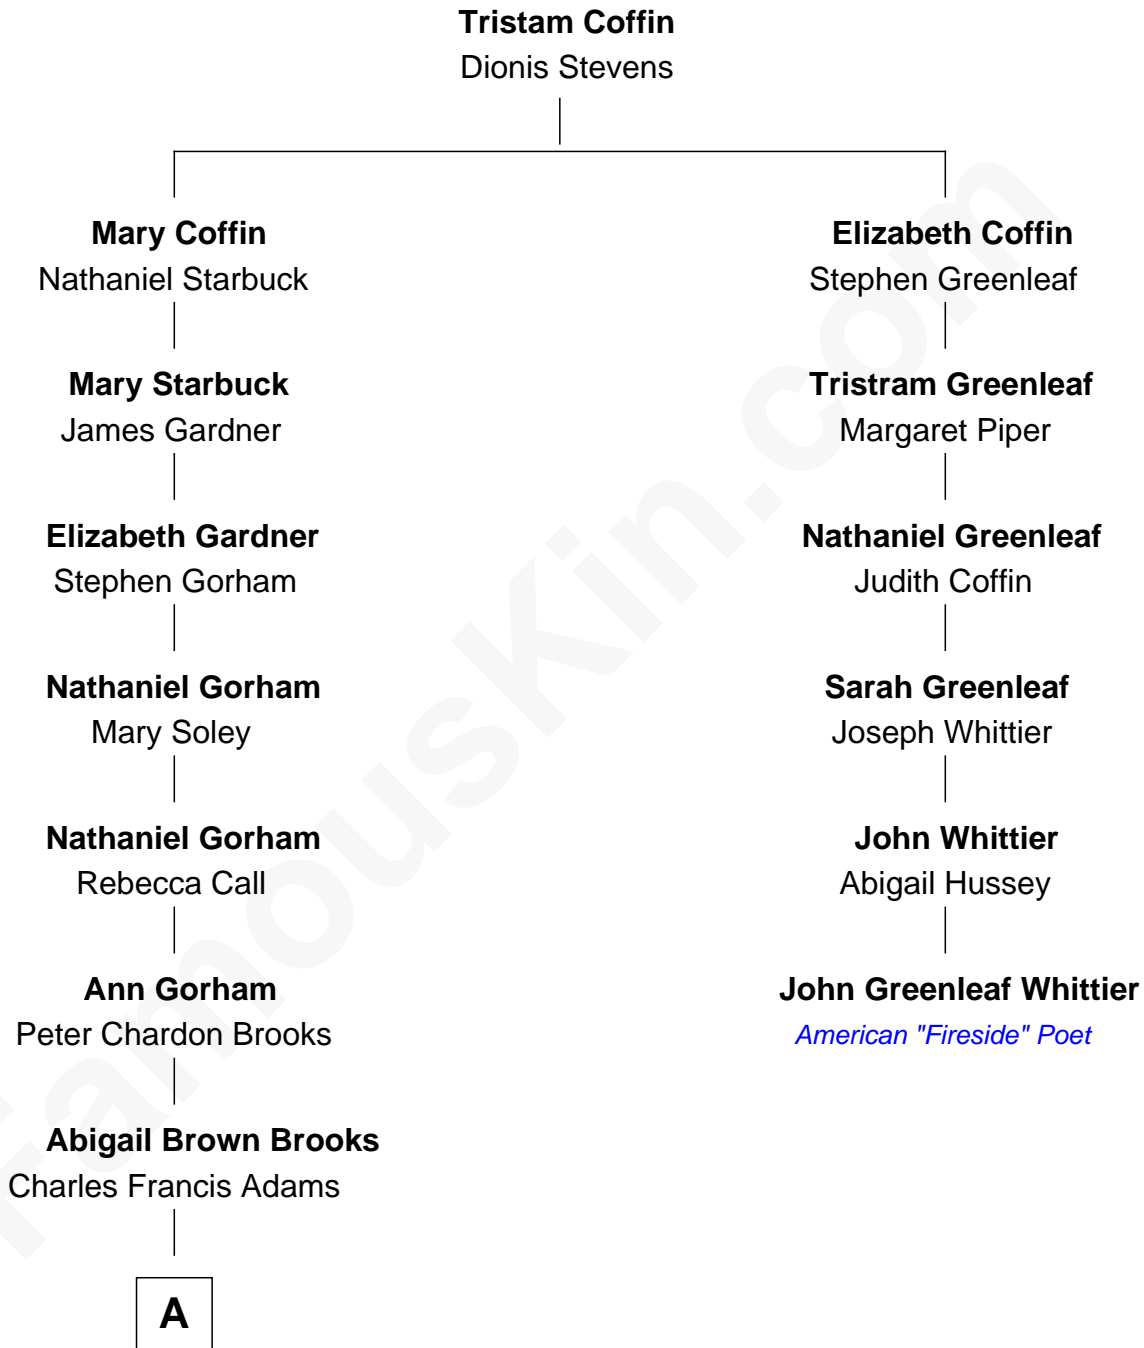 Tristam Coffin
Dionis Stevens
Mary Coffin
Nathaniel Starbuck
Elizabeth Coffin
Stephen Greenleaf
Mary Starbuck
James Gardner
Tristram Greenleaf
Margaret Piper
Elizabeth Gardner
Stephen Gorham
Nathaniel Greenleaf
Judith Coffin
Nathaniel Gorham
Mary Soley
Sarah Greenleaf
Joseph Whittier
Nathaniel Gorham
Rebecca Call
John Whittier
Abigail Hussey
Ann Gorham
Peter Chardon Brooks
John Greenleaf Whittier
American "Fireside" Poet
Abigail Brown Brooks
Charles Francis Adams
A
FamousKin.com